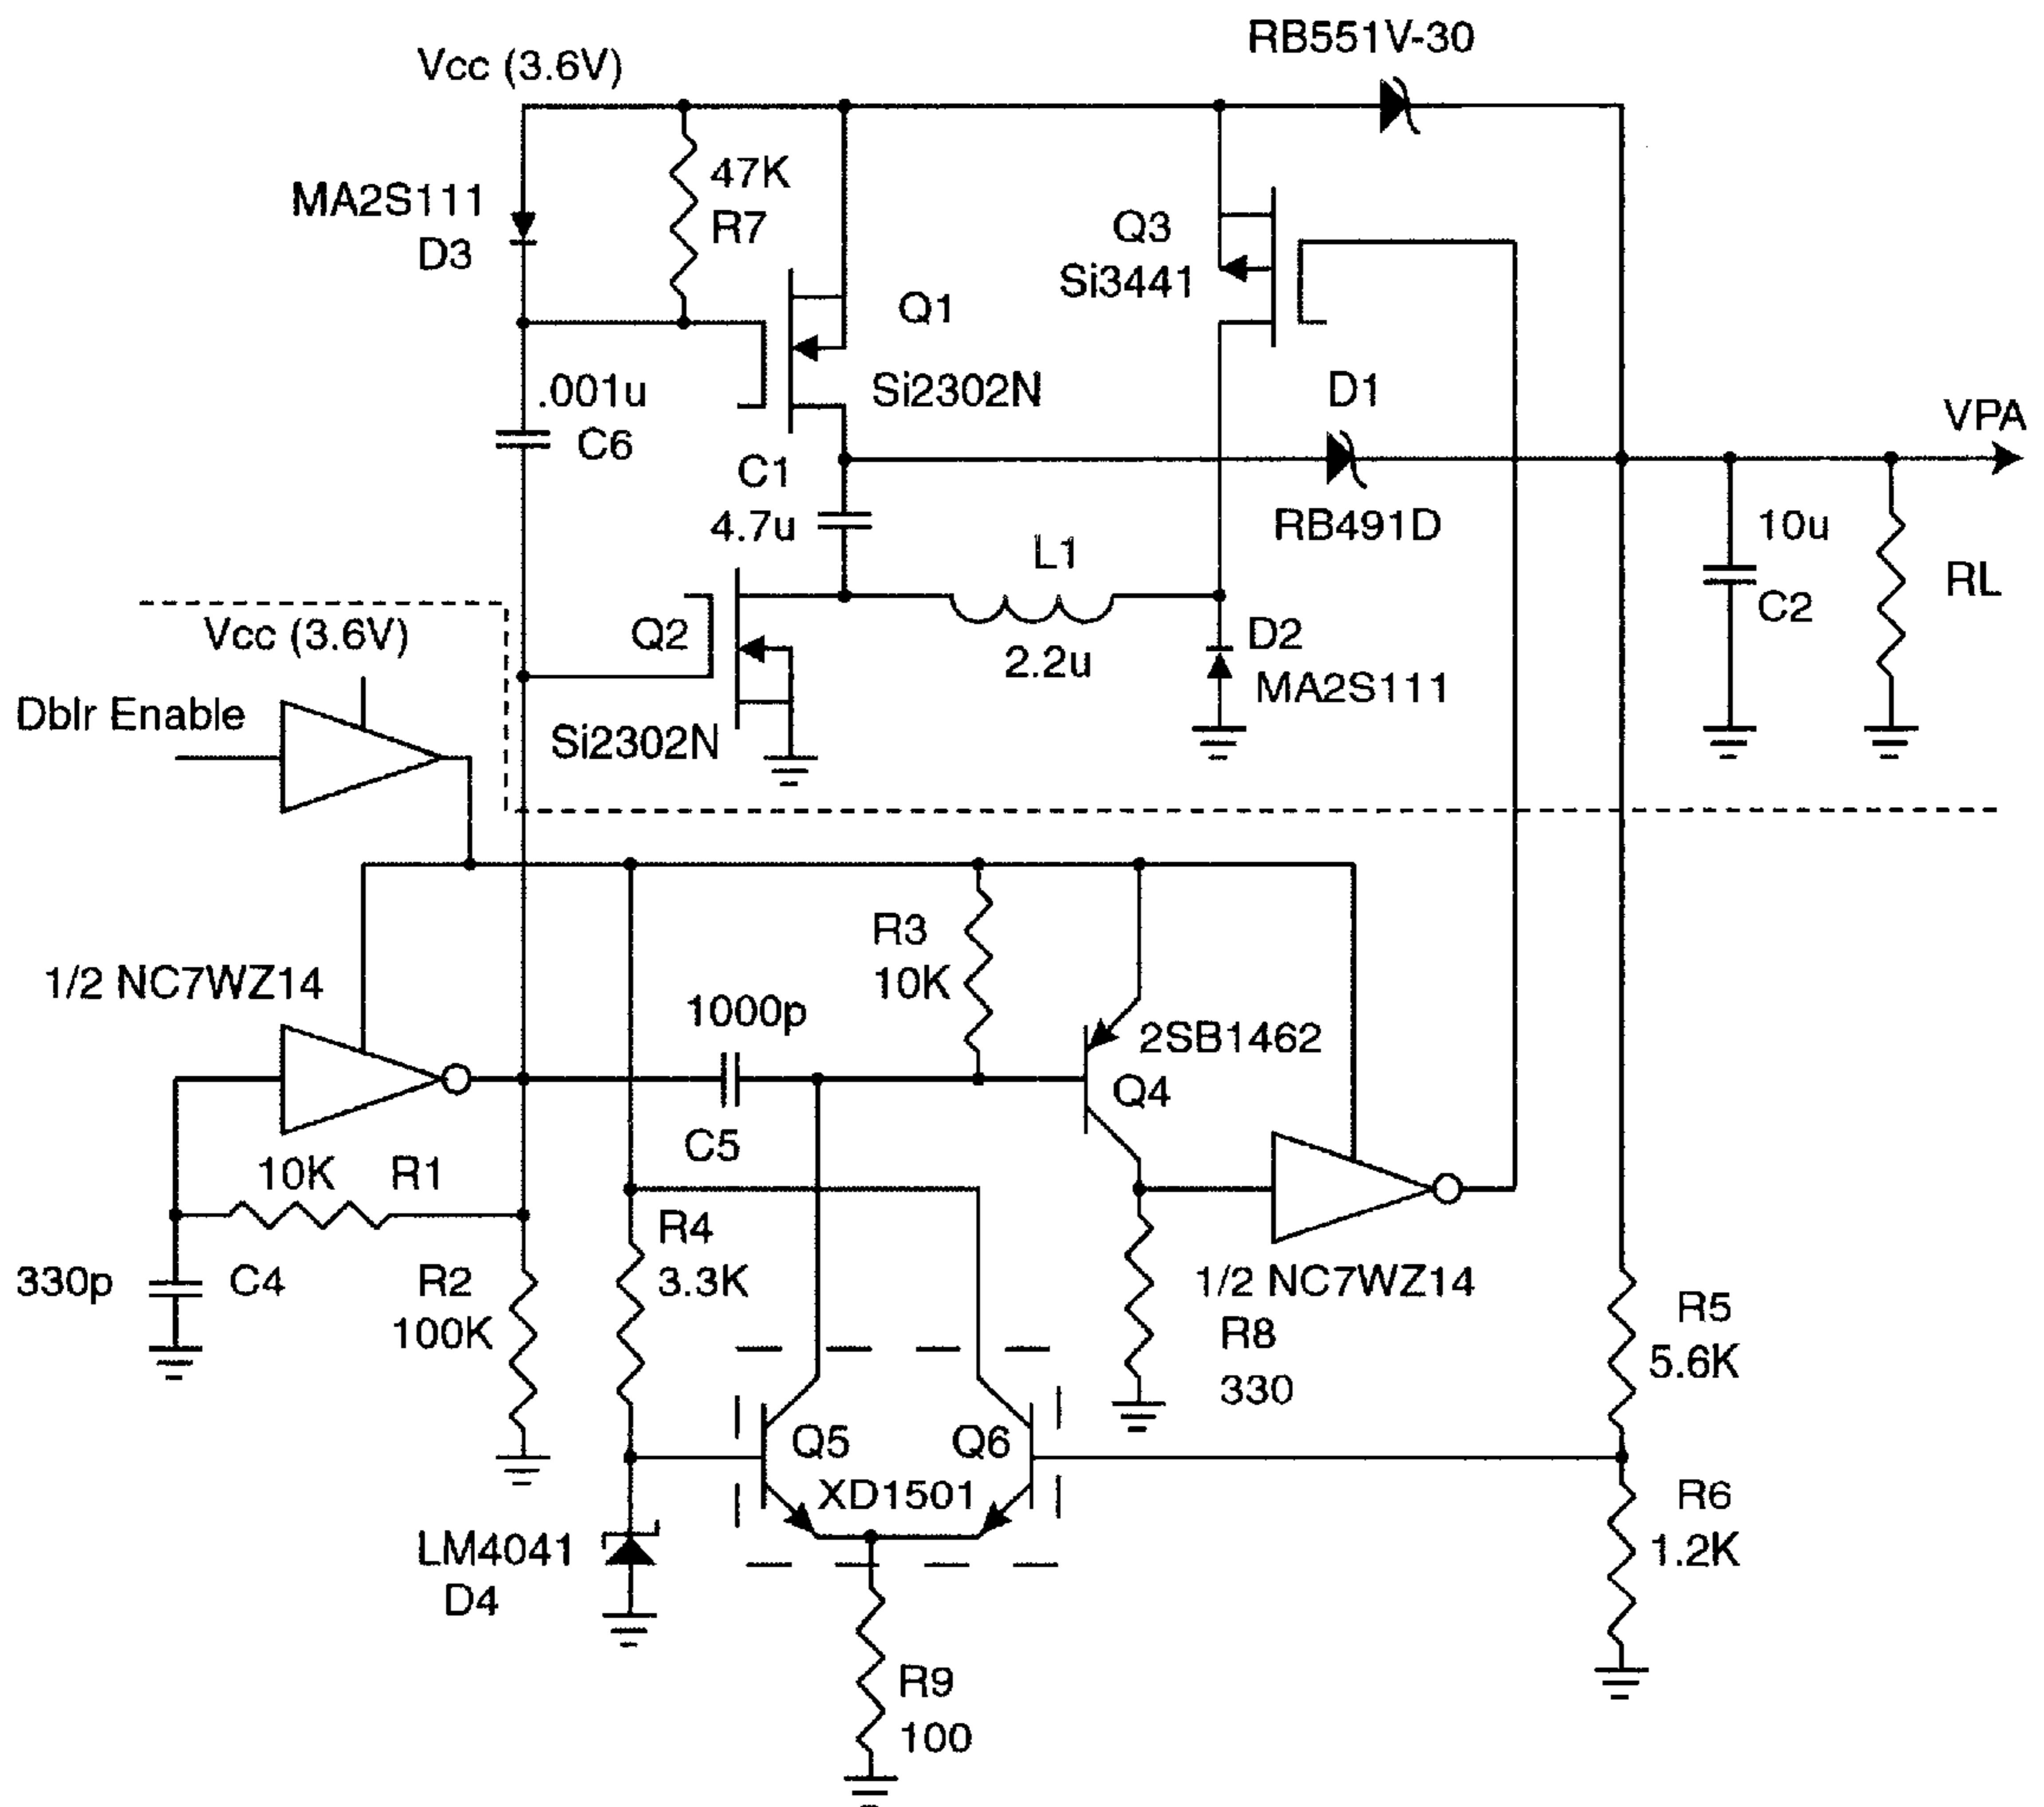 RB551V-30
Vcc (3.6V)
47K
R7
MA2S111
D3
Q3
Si3441
Q1
Si2302N
.001u
C6
D1
VPA
C1
4.7u
RB491D
10u
C2
RL
L1
2.2u
Q2
Si2302N
D2
MA2S111
Vcc (3.6V)
Dblr Enable
R3
10K
1/2 NC7WZ14
1000p
C5
2SB1462
Q4
10K
R1
R4
3.3K
330p
C4
R2
100K
1/2 NC7WZ14
R8
330
R5
5.6K
Q5
Q6
XD1501
R6
1.2K
LM4041
D4
R9
100